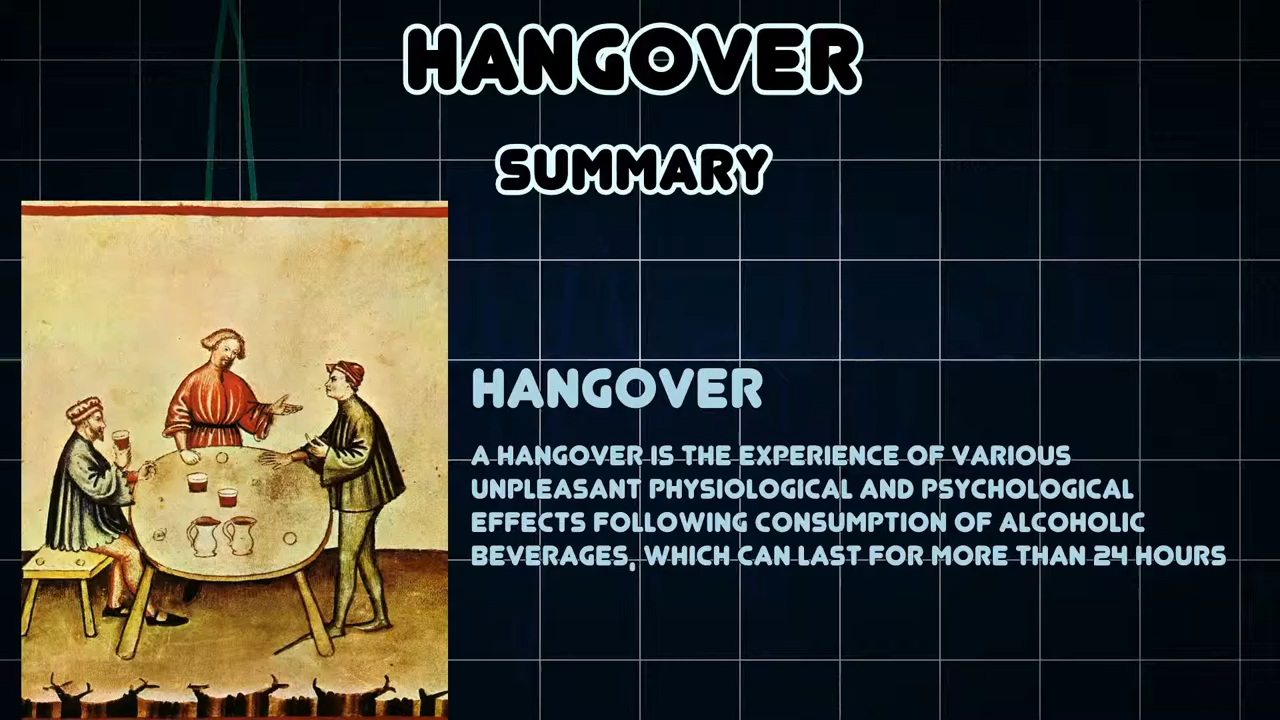 HANGOVER
SUMMARY
HANGOVER
A HANGOVER IS THE EXPERIENCE OF VARIOUS
UNPLEASANT PHYSIOLOGICAL AND PSYCHOLOGICAL
EFFECTS FOLLOWING CONSUMPTION OF ALCOHOLIC
BEVERAGES, WHICH CAN LAST FOR MORE THAN 24 HOURS